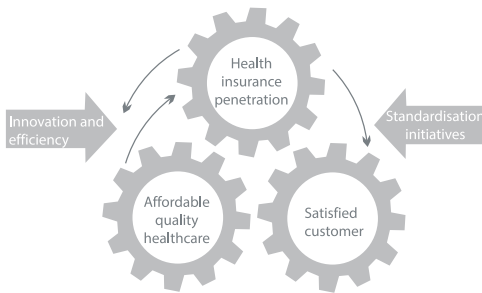 Health
insurance
penetration
Innovation and
efficiency
Standardisation
initiatives
Affordable
quality
healthcare
Satisfied
customer